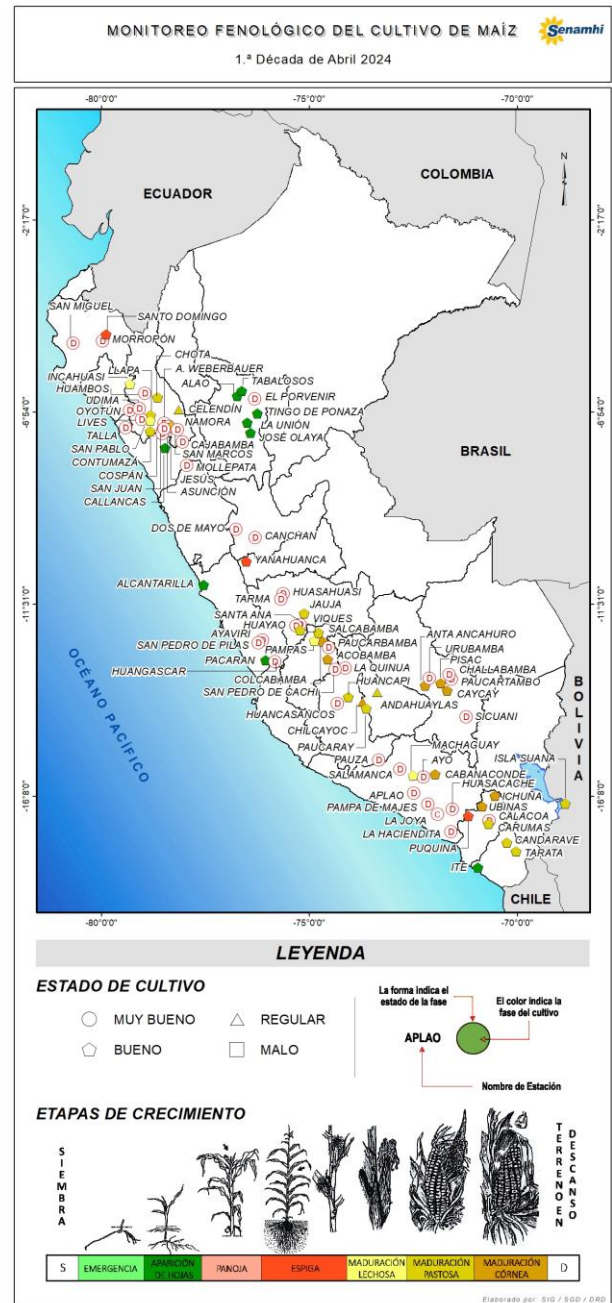 MONITOREO FENOLÓGICO DEL CULTIVO DE MAÍZ
Senamhi
1.ª Década de Abril 2024
-80°0'0"
-75°0'0"
-70°0'0"
N
COLOMBIA
ECUADOR
-2°17'0"
-2°17'0"
SAN MIGUEL
SANTO DOMINGO
MORROPÓN
CHOTA
LLAPA
A. WEBERBAUER
INCAHUASI
ALAO
TABALOSOS
HUAMBOS
EL PORVENIR
UDIMA
CELENDÍN
TINGO DE PONAZA
-6°54'0"
-6°54'0"
OYOTÚN
NAMORA
LA UNIÓN
LIVES
JOSÉ OLAYA
TALLA
CAJABAMBA
SAN PABLO
SAN MARCOS
BRASIL
CONTUMAZA
MOLLEPATA
COSPÁN
JESÚS
SAN JUAN
ASUNCIÓN
CALLANCAS
DOS DE MAYO
CANCHAN
YANAHUANCA
ALCANTARILLA
-11°31'0"
-11°31'0"
HUASAHUASI
TARMA
JAUJA
SANTA ANA
VIQUES
HUAYAO
SALCABAMBA
AYAVIRI
PAUCARBAMBA
ANTA ANCAHURO
SAN PEDRO DE PILAS
PAMPAS
ACOBAMBA
URUBAMBA
PISAC
PACARAN
LA QUINUA
CHALLABAMBA
HUANGASCAR
COLCABAMBA
HUANCAPI
PAUCARTAMBO
SAN PEDRO DE CACHI
CAYCAY
HUANCASANCOS
ANDAHUAYLAS
SICUANI
CHILCAYOC
PAUCARAY
MACHAGUAY
BOLIVIA
PAUZA
AYO
ISLA SUANA
SALAMANCA
CABANACONDE
HUASACACHE
-16°8'0"
-16°8'0"
APLAO
ICHUÑA
PAMPA DE MAJES
UBINAS
LA JOYA
CALACOA
LA HACIENDITA
CARUMAS
PUQUINA
CANDARAVE
TARATA
ITE
OCÉANO PACÍFICO
CHILE
-80°0'0"
-75°0'0"
-70°0'0"
LEYENDA
ESTADO DE CULTIVO
MUY BUENO
REGULAR
BUENO
MALO
La forma indica el
estado de la fase
El color indica la
fase del cultivo
APLAO
Nombre de Estación
ETAPAS DE CRECIMIENTO
SIEMBRA
TERRENO EN
DESCANSO
S
EMERGENCIA
APARICIÓN
DE HOJAS
PANOJA
ESPIGA
MADURACIÓN
LECHOSA
MADURACIÓN
PASTOSA
MADURACIÓN
CÓRNEA
D
Elaborado por: SIG / SGD / DRD